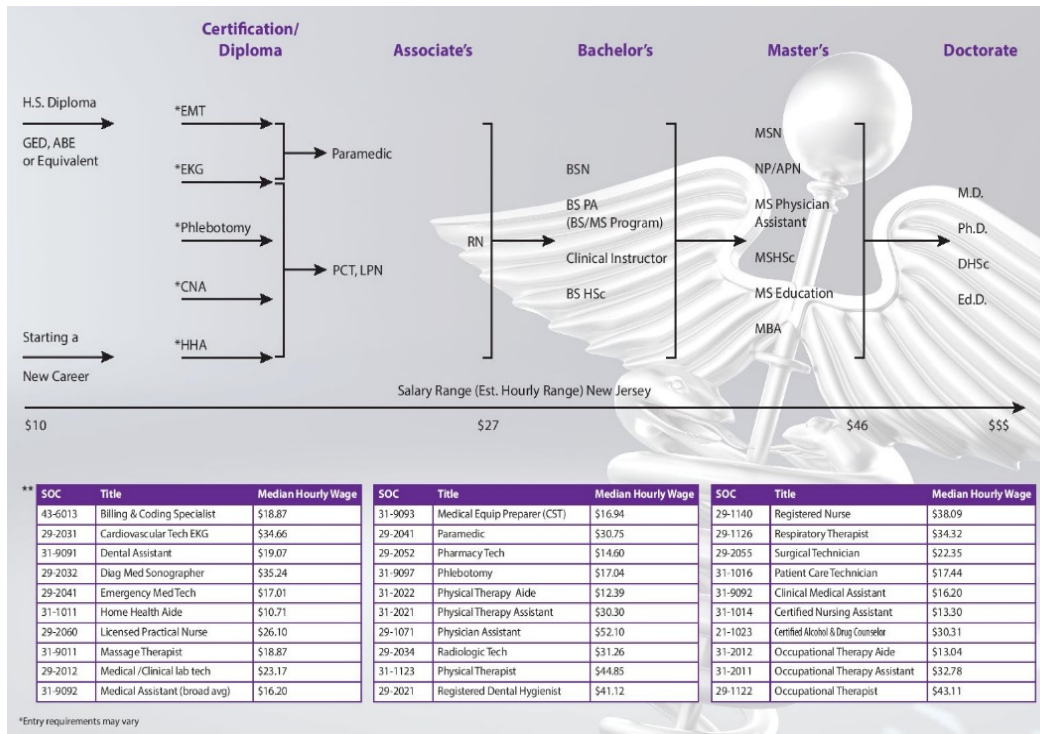 Certification/
Diploma
Associate's
Bachelor's
Master's
Doctorate
H.S. Diploma
GED, ABE
or Equivalent
Starting a
New Career
*EMT
*EKG
*Phlebotomy
*CNA
*HHA
Paramedic
PCT, LPN
RN
BSN
BS PA
(BS/MS Program)
Clinical Instructor
BS HSc
MSN
NP/APN
MS Physician
Assistant
MSHSc
MS Education
MBA
M.D.
Ph.D.
DHSc
Ed.D.
Salary Range (Est. Hourly Range) New Jersey
$10 $27 $46 $$$
** SOC Title Median Hourly Wage
43-6013 Billing & Coding Specialist $18.87
29-2031 Cardiovascular Tech EKG $34.66
31-9091 Dental Assistant $19.07
29-2032 Diag Med Sonographer $35.24
29-2041 Emergency Med Tech $17.01
31-1011 Home Health Aide $10.71
29-2060 Licensed Practical Nurse $26.10
31-9011 Massage Therapist $18.87
29-2012 Medical /Clinical lab tech $23.17
31-9092 Medical Assistant (broad avg) $16.20
SOC Title Median Hourly Wage
31-9093 Medical Equip Preparer (CST) $16.94
29-2041 Paramedic $30.75
29-2052 Pharmacy Tech $14.60
31-9097 Phlebotomy $17.04
31-2022 Physical Therapy Aide $12.39
31-2021 Physical Therapy Assistant $30.30
29-1071 Physician Assistant $52.10
29-2034 Radiologic Tech $31.26
31-1123 Physical Therapist $44.85
29-2021 Registered Dental Hygienist $41.12
SOC Title Median Hourly Wage
29-1140 Registered Nurse $38.09
29-1126 Respiratory Therapist $34.32
29-2055 Surgical Technician $22.35
31-1016 Patient Care Technician $17.44
31-9092 Clinical Medical Assistant $16.20
31-1014 Certified Nursing Assistant $13.30
21-1023 Certified Alcohol & Drug Counselor $30.31
31-2012 Occupational Therapy Aide $13.04
31-2011 Occupational Therapy Assistant $32.78
29-1122 Occupational Therapist $43.11
*Entry requirements may vary